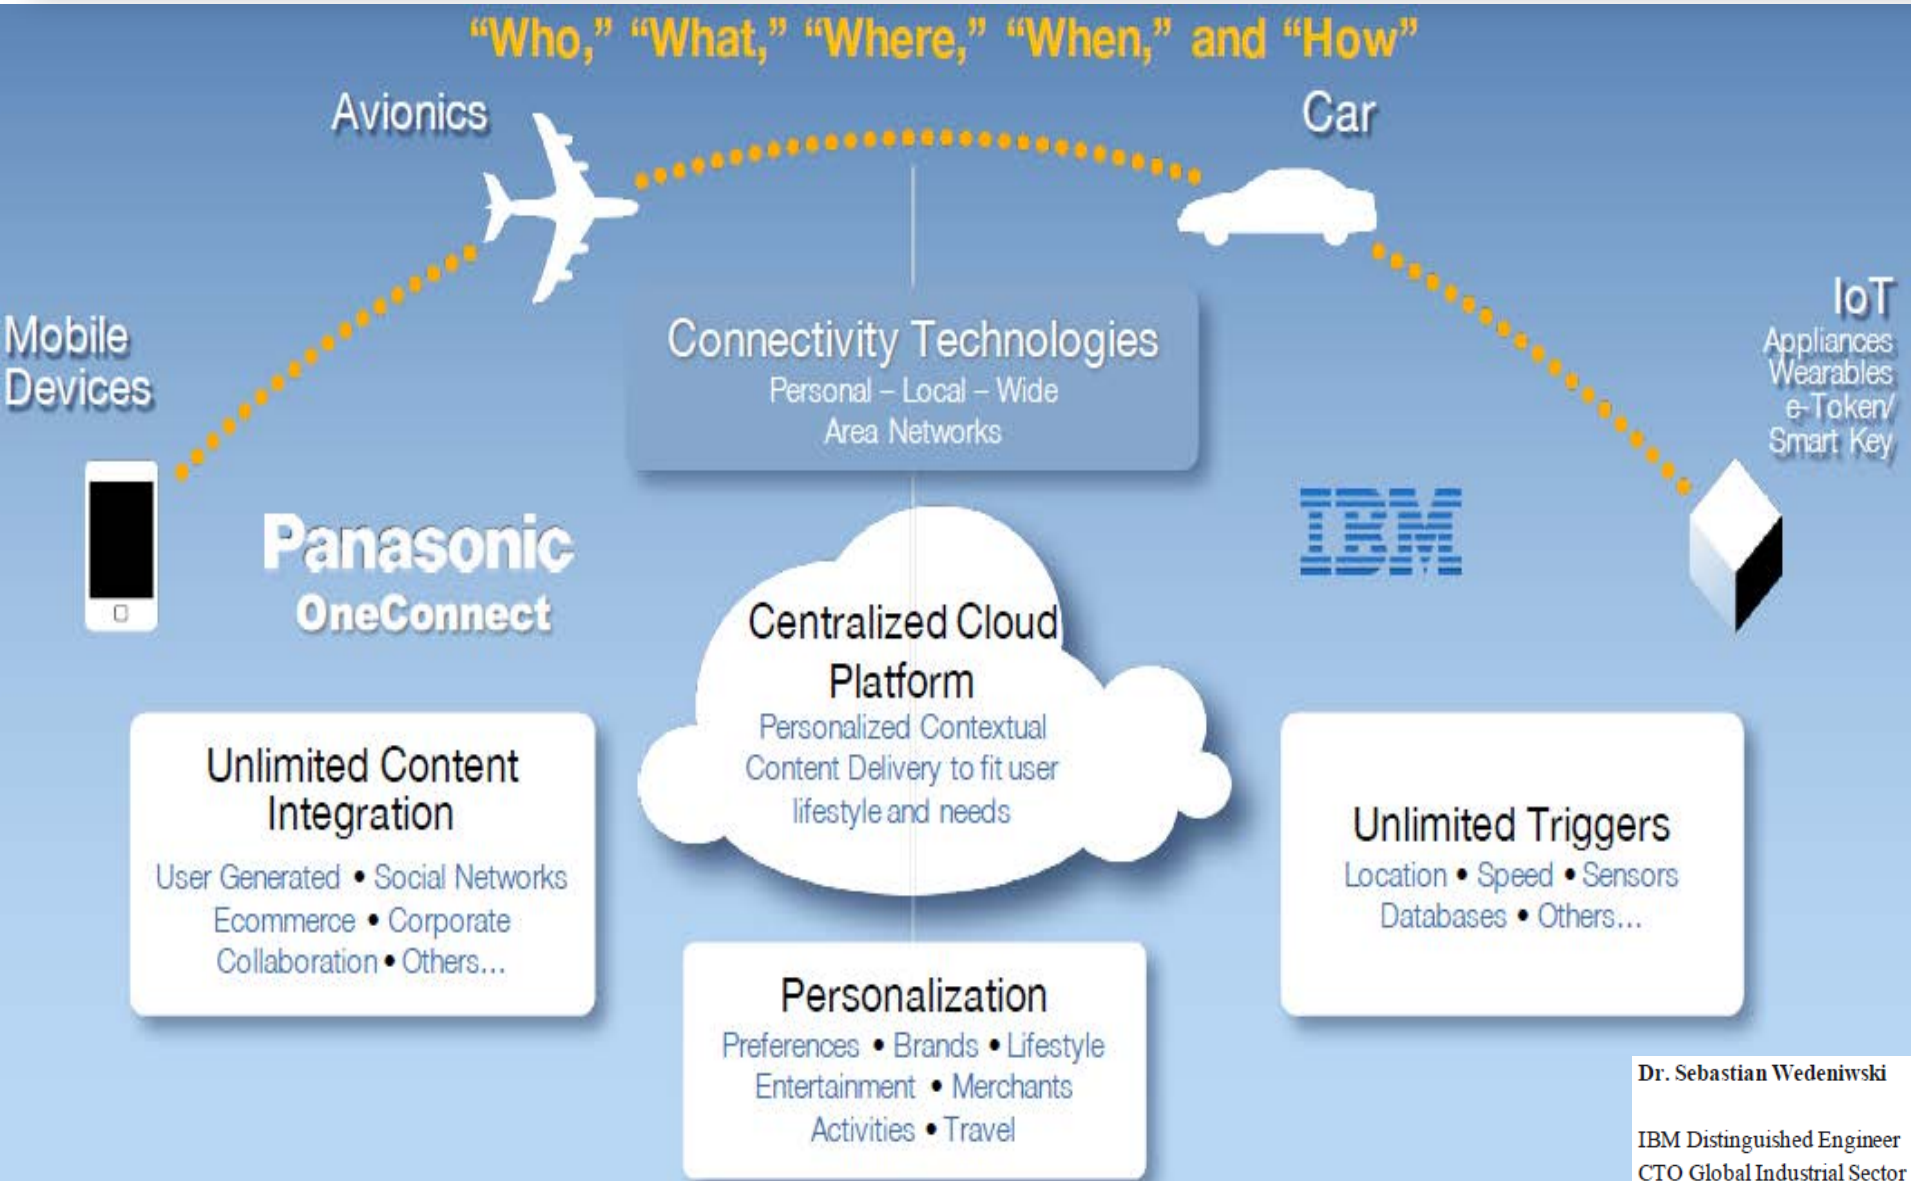 “Who,” “What,” “Where,” “When,” and “How”
Avionics
Car
Mobile
Devices
IoT
Appliances
Wearables
e-Token/
Smart Key
Connectivity Technologies
Personal – Local – Wide
Area Networks
Panasonic
OneConnect
IBM
Centralized Cloud
Platform
Personalized Contextual
Content Delivery to fit user
lifestyle and needs
Unlimited Content
Integration
User Generated • Social Networks
Ecommerce • Corporate
Collaboration • Others...
Unlimited Triggers
Location • Speed • Sensors
Databases • Others...
Personalization
Preferences • Brands • Lifestyle
Entertainment • Merchants
Activities • Travel
Dr. Sebastian Wedeniwski
IBM Distinguished Engineer
CTO Global Industrial Sector